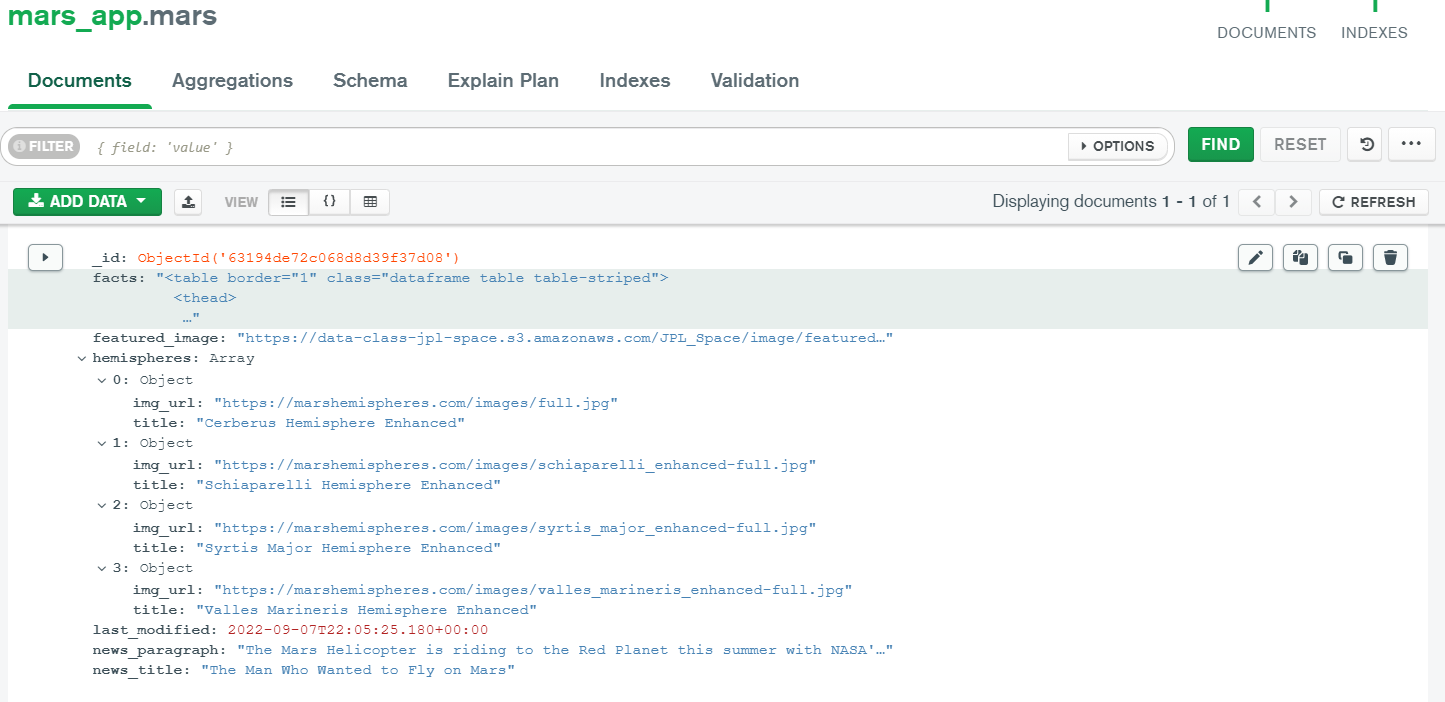 mars_app.mars
DOCUMENTS INDEXES
Documents Aggregations Schema Explain Plan Indexes Validation
FILTER { field: 'value' } OPTIONS FIND RESET ...
ADD DATA VIEW {} Displaying documents 1 - 1 of 1 REFRESH
_id: ObjectId('63194de72c068d8d39f37d08')
facts: "<table border="1" class="dataframe table table-striped">
<thead>
…"
featured_image: "https://data-class-jpl-space.s3.amazonaws.com/JPL_Space/image/featured…"
hemispheres: Array
0: Object
img_url: "https://marshemispheres.com/images/full.jpg"
title: "Cerberus Hemisphere Enhanced"
1: Object
img_url: "https://marshemispheres.com/images/schiaparelli_enhanced-full.jpg"
title: "Schiaparelli Hemisphere Enhanced"
2: Object
img_url: "https://marshemispheres.com/images/syrtis_major_enhanced-full.jpg"
title: "Syrtis Major Hemisphere Enhanced"
3: Object
img_url: "https://marshemispheres.com/images/valles_marineris_enhanced-full.jpg"
title: "Valles Marineris Hemisphere Enhanced"
last_modified: 2022-09-07T22:05:25.180+00:00
news_paragraph: "The Mars Helicopter is riding to the Red Planet this summer with NASA'…"
news_title: "The Man Who Wanted to Fly on Mars"